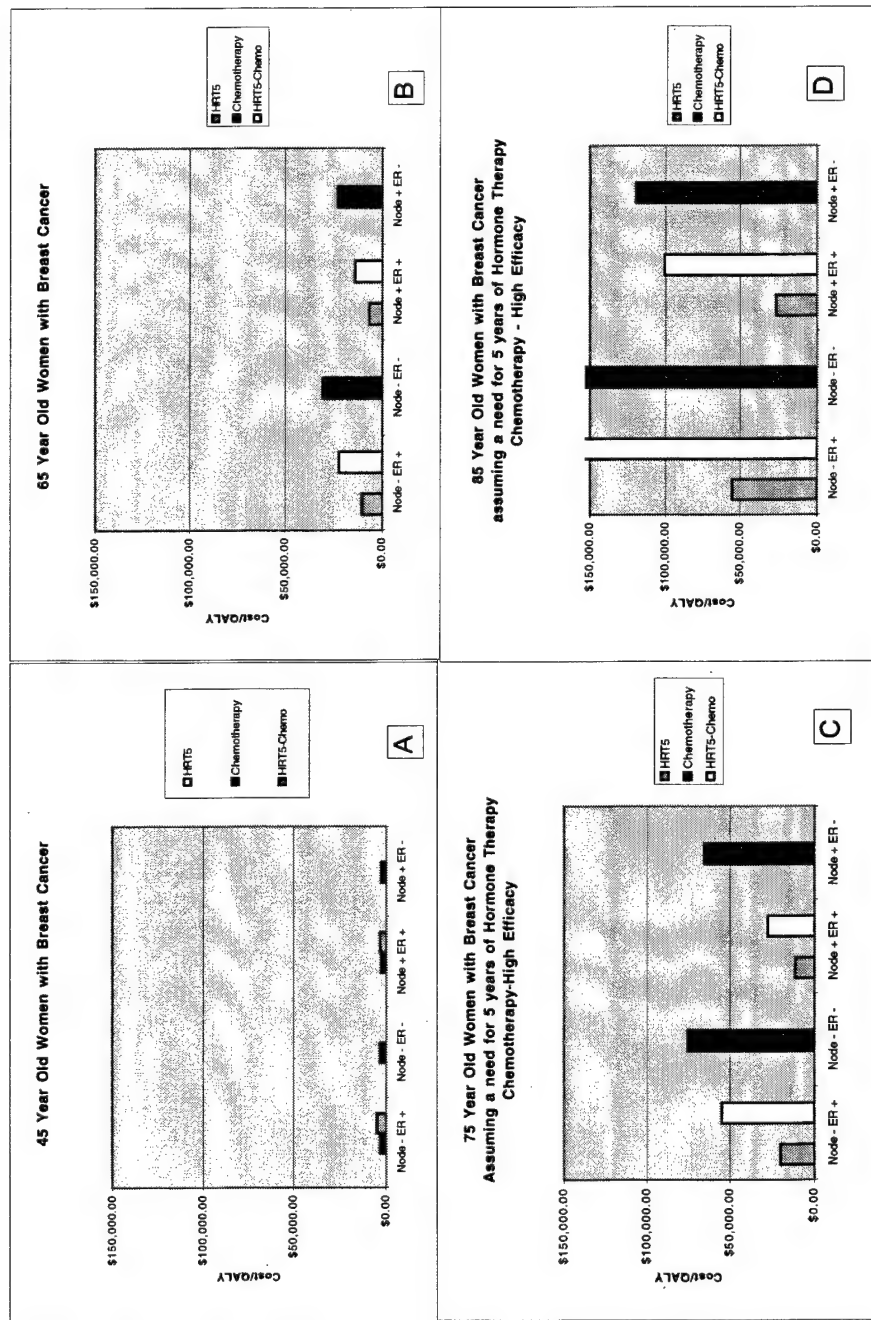 45 Year Old Women with Breast Cancer
$150,000.00
$100,000.00
$50,000.00
$0.00
Cost/QALY
Node - ER +
Node - ER -
Node + ER +
Node + ER -
HRT5
Chemotherapy
HRT5-Chemo
A
65 Year Old Women with Breast Cancer
$150,000.00
$100,000.00
$50,000.00
$0.00
Cost/QALY
Node - ER +
Node - ER -
Node + ER +
Node + ER -
HRT5
Chemotherapy
HRT5-Chemo
B
75 Year Old Women with Breast Cancer
Assuming a need for 5 years of Hormone Therapy
Chemotherapy-High Efficacy
$150,000.00
$100,000.00
$50,000.00
$0.00
Cost/QALY
Node - ER +
Node - ER -
Node + ER +
Node + ER -
HRT5
Chemotherapy
HRT5-Chemo
C
85 Year Old Women with Breast Cancer
assuming a need for 5 years of Hormone Therapy
Chemotherapy - High Efficacy
$150,000.00
$100,000.00
$50,000.00
$0.00
Cost/QALY
Node - ER +
Node - ER -
Node + ER +
Node + ER -
HRT5
Chemotherapy
HRT5-Chemo
D